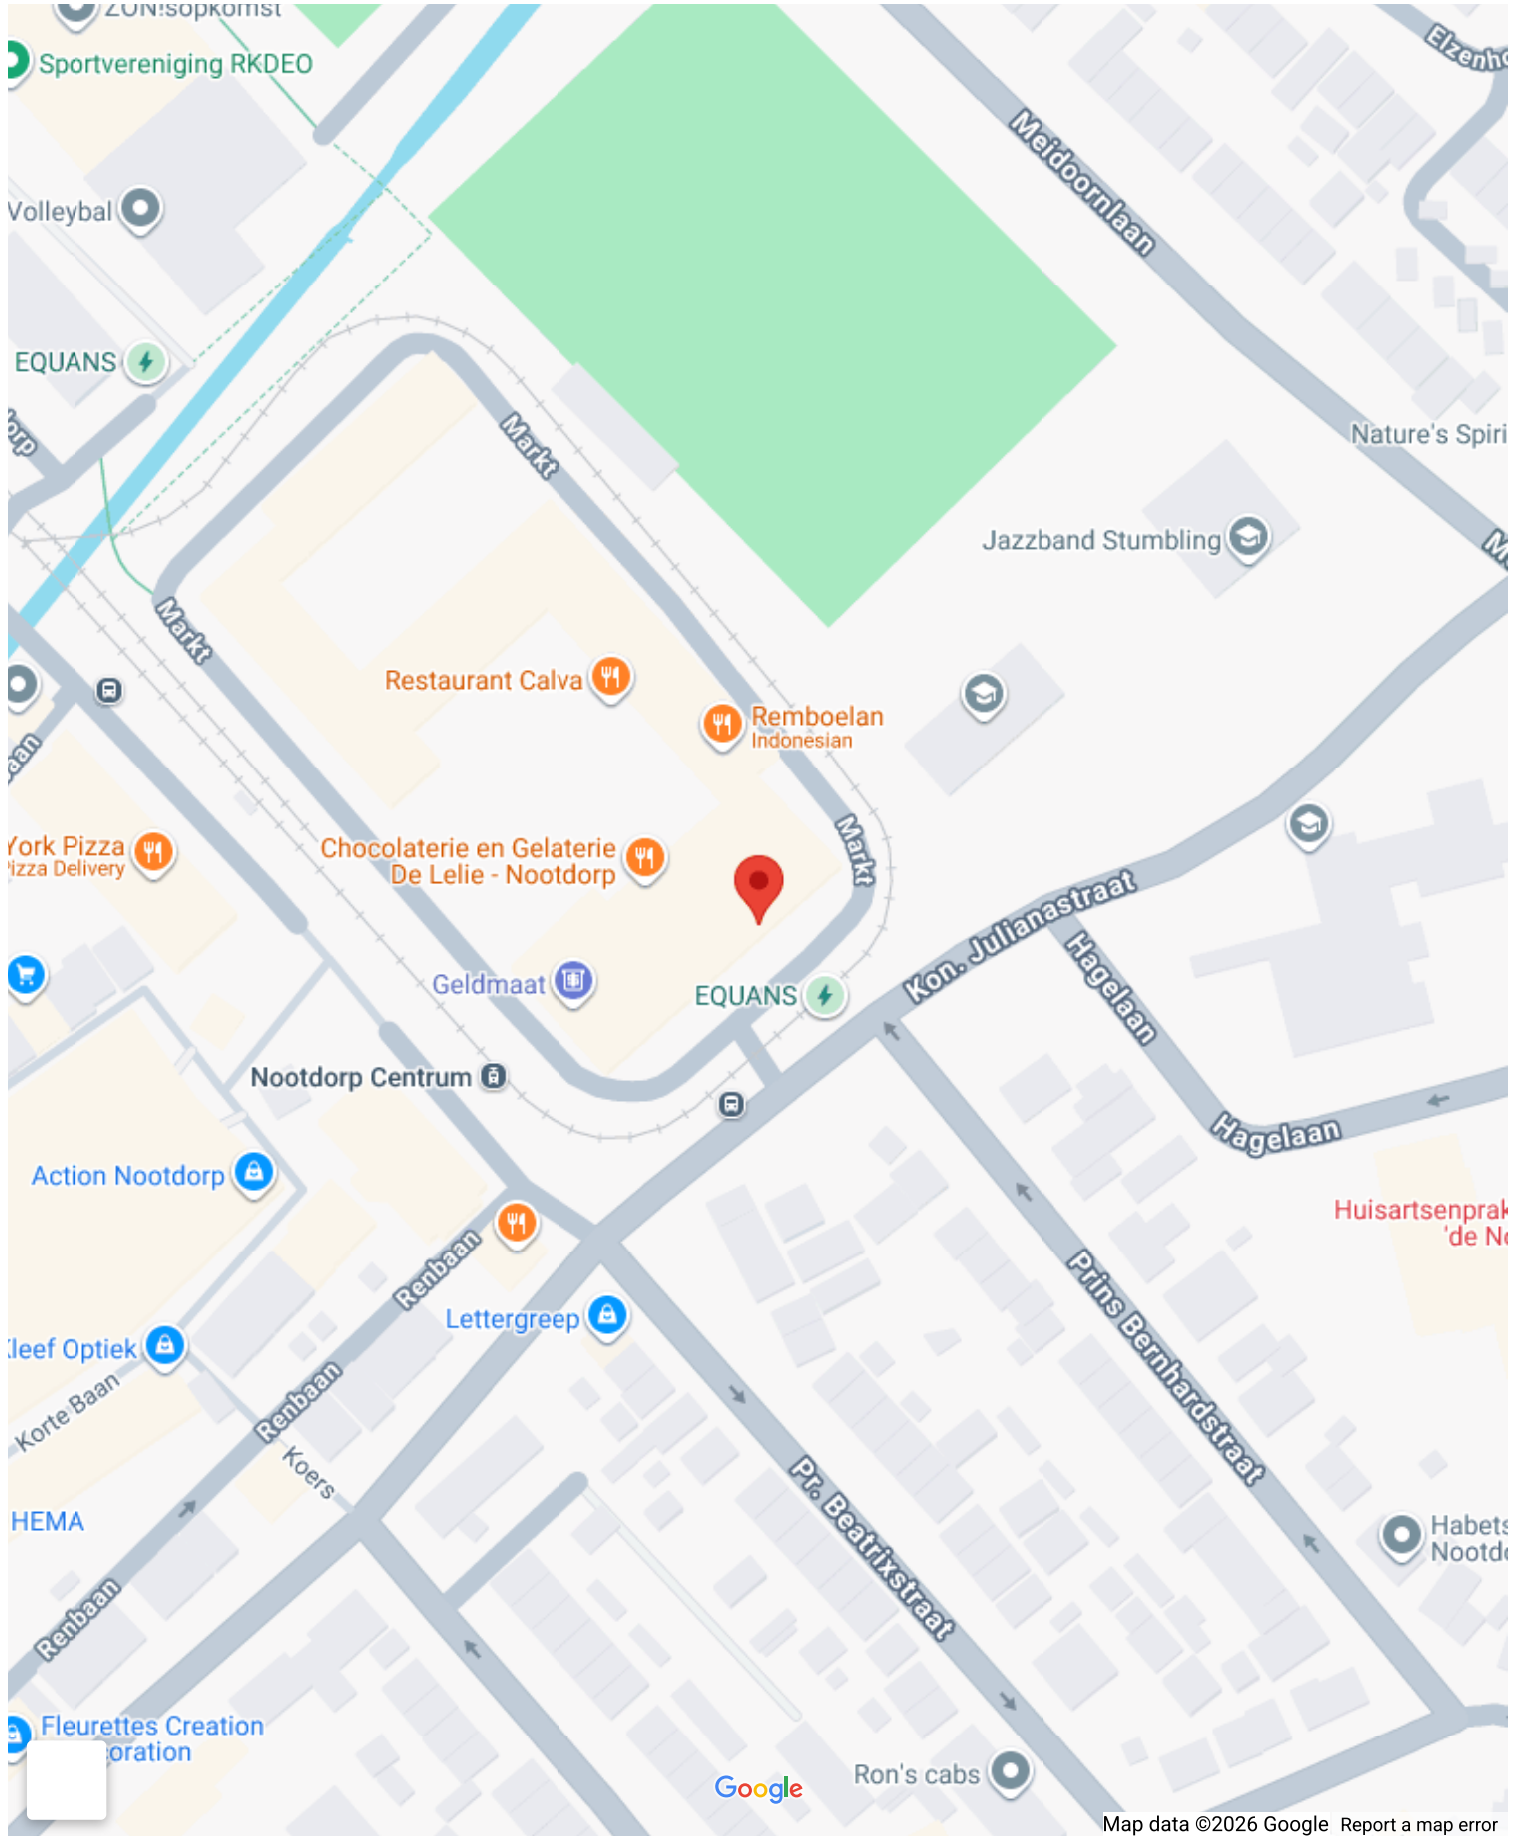 ZON!sopkomst
Sportvereniging RKDEO
Elzenho
Meidoornlaan
Volleybal
EQUANS
orp
Markt
Nature's Spiri
Jazzband Stumbling
M
Markt
Restaurant Calva
Remboelan
Indonesian
aan
York Pizza
Pizza Delivery
Chocolaterie en Gelaterie
De Lelie - Nootdorp
Markt
Kon. Julianastraat
Hagelaan
Geldmaat
EQUANS
Nootdorp Centrum
Hagelaan
Action Nootdorp
Huisartsenprak
'de No
Renbaan
Prins Bernhardstraat
Lettergreep
Kleef Optiek
Korte Baan
Renbaan
Koers
HEMA
Pr. Beatrixstraat
Habets
Nootdo
Renbaan
Fleurettes Creation
coration
Ron's cabs
Google
Map data ©2026 Google
Report a map error